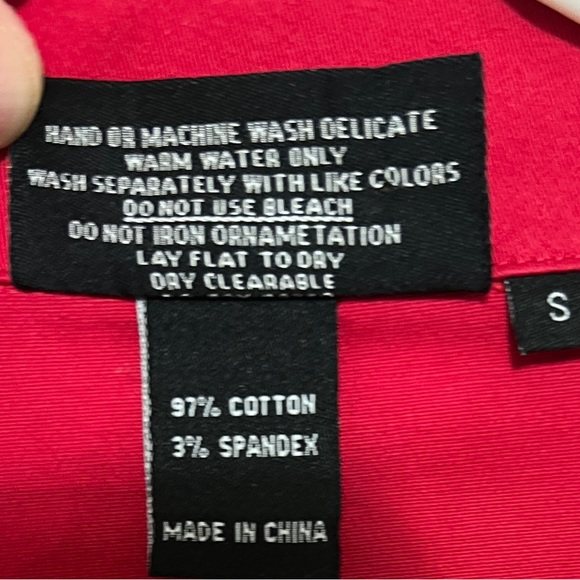 HAND OR MACHINE WASH DELICATE
WARM WATER ONLY
WASH SEPARATELY WITH LIKE COLORS
DO NOT USE BLEACH
DO NOT IRON ORNAMETATION
LAY FLAT TO DRY
DRY CLEARABLE
S
97% COTTON
3% SPANDEX
MADE IN CHINA